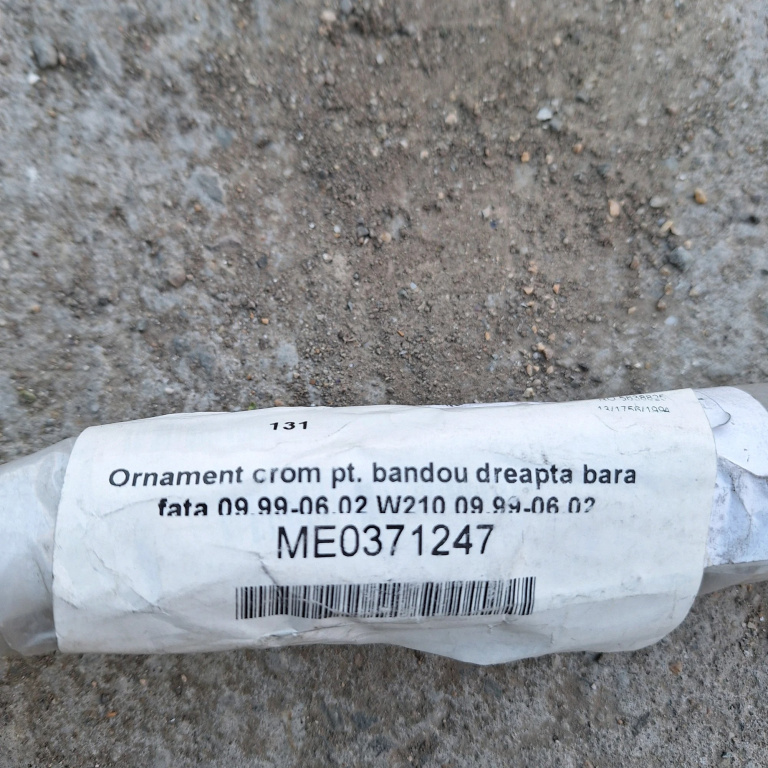 131
Ornament crom pt. bandou dreapta bara
fata 09.99-06.02 W210 09.99-06.02
ME0371247